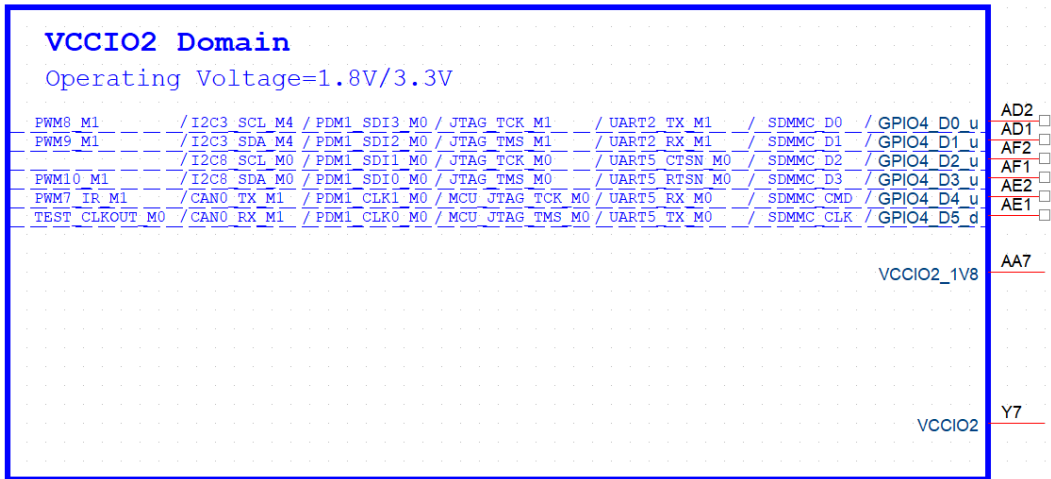 VCCIO2 Domain
Operating Voltage=1.8V/3.3V
PWM8_M1 /I2C3_SCL_M4 / PDM1_SDI3_M0 / JTAG_TCK_M1 / UART2_TX_M1 / SDMMC_D0 / GPIO4_D0_u AD2
PWM9_M1 /I2C3_SDA_M4 / PDM1_SDI2_M0 / JTAG_TMS_M1 / UART2_RX_M1 / SDMMC_D1 / GPIO4_D1_u AD1
/I2C8_SCL_M0 / PDM1_SDI1_M0 / JTAG_TCK_M0 / UART5_CTSN_M0 / SDMMC_D2 / GPIO4_D2_u AF2
PWM10_M1 /I2C8_SDA_M0 / PDM1_SDI0_M0 / JTAG_TMS_M0 / UART5_RTSN_M0 / SDMMC_D3 / GPIO4_D3_u AF1
PWM7_IR_M1 /CAN0_TX_M1 / PDM1_CLK1_M0 / MCU_JTAG_TCK_M0 / UART5_RX_M0 / SDMMC_CMD / GPIO4_D4_u AE2
TEST_CLKOUT_M0 /CAN0_RX_M1 / PDM1_CLK0_M0 / MCU_JTAG_TMS_M0 / UART5_TX_M0 / SDMMC_CLK / GPIO4_D5_d AE1
VCCIO2_1V8 AA7
VCCIO2 Y7